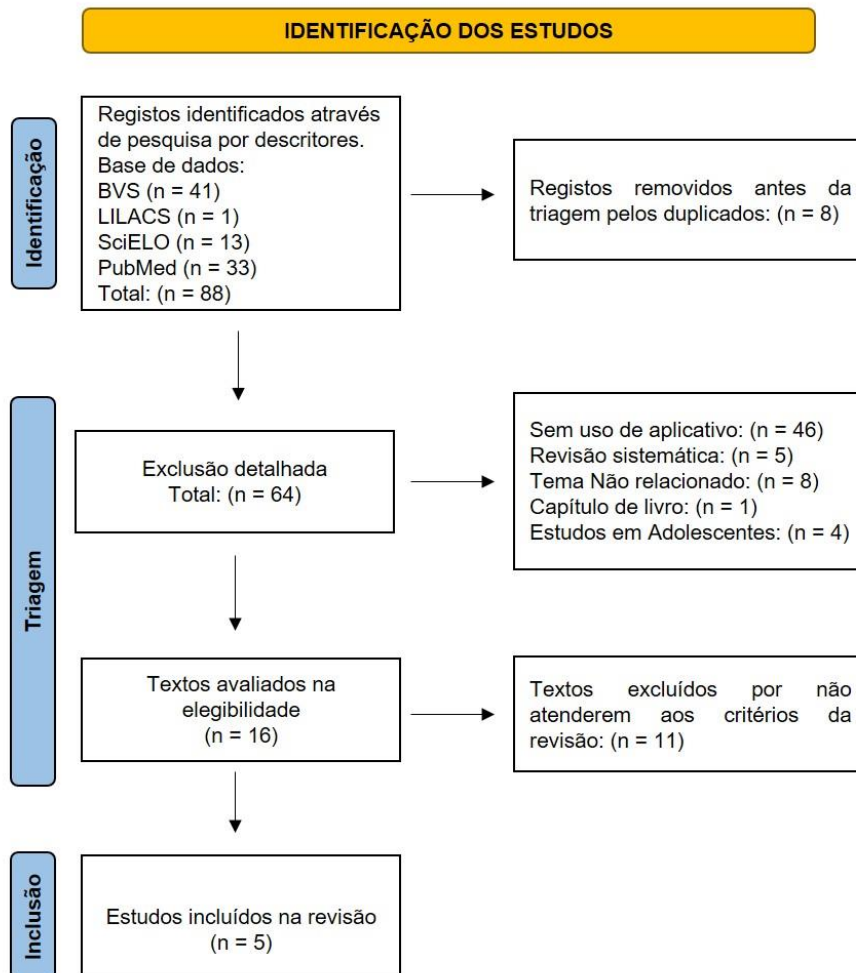 IDENTIFICAÇÃO DOS ESTUDOS
Identificação
Registos identificados através
de pesquisa por descritores.
Base de dados:
BVS (n = 41)
LILACS (n = 1)
SciELO (n = 13)
PubMed (n = 33)
Total: (n = 88)
Registos removidos antes da
triagem pelos duplicados: (n = 8)
Triagem
Exclusão detalhada
Total: (n = 64)
Sem uso de aplicativo: (n = 46)
Revisão sistemática: (n = 5)
Tema Não relacionado: (n = 8)
Capítulo de livro: (n = 1)
Estudos em Adolescentes: (n = 4)
Textos avaliados na
elegibilidade
(n = 16)
Textos excluídos por não
atenderem aos critérios da
revisão: (n = 11)
Inclusão
Estudos incluídos na revisão
(n = 5)